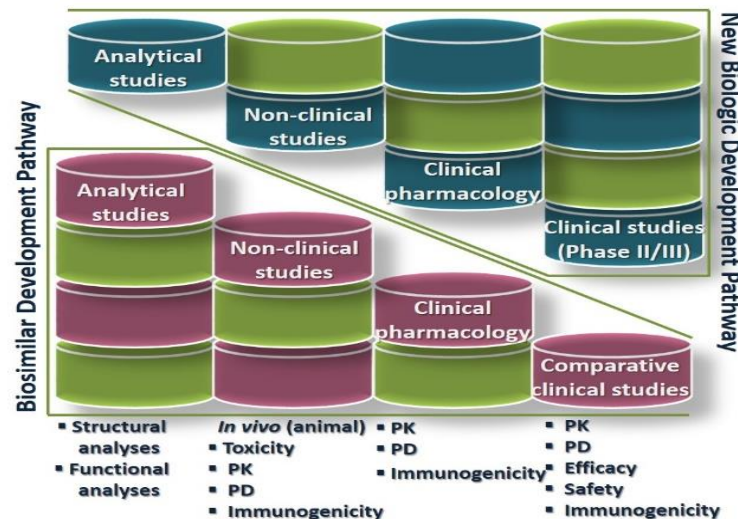 Analytical
studies
Non-clinical
studies
Clinical
pharmacology
Clinical studies
(Phase II/III)
New Biologic Development Pathway
Biosimilar Development Pathway
Analytical
studies
Non-clinical
studies
Clinical
pharmacology
Comparative
clinical studies
▪ Structural
analyses
▪ Functional
analyses
In vivo (animal)
▪ Toxicity
▪ PK
▪ PD
▪ Immunogenicity
▪ PK
▪ PD
▪ Immunogenicity
▪ PK
▪ PD
▪ Efficacy
▪ Safety
▪ Immunogenicity